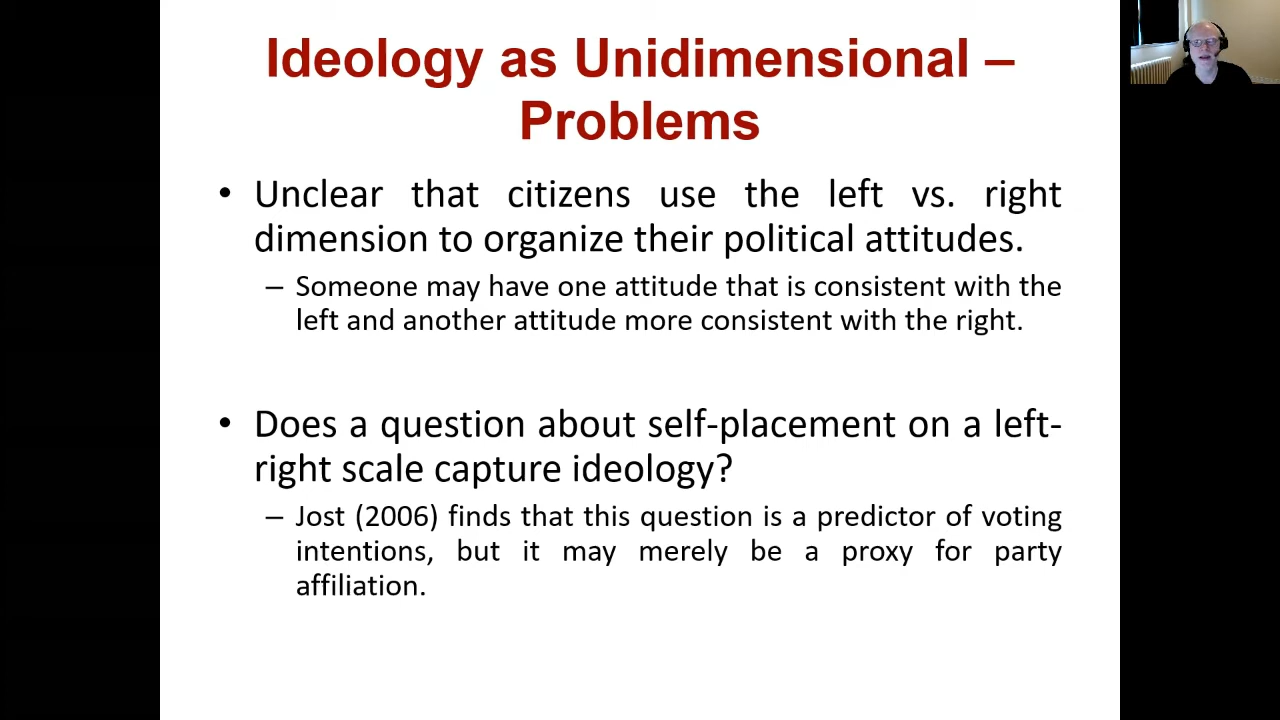 Ideology as Unidimensional –
Problems
• Unclear that citizens use the left vs. right
dimension to organize their political attitudes.
– Someone may have one attitude that is consistent with the
left and another attitude more consistent with the right.
• Does a question about self-placement on a left-
right scale capture ideology?
– Jost (2006) finds that this question is a predictor of voting
intentions, but it may merely be a proxy for party
affiliation.